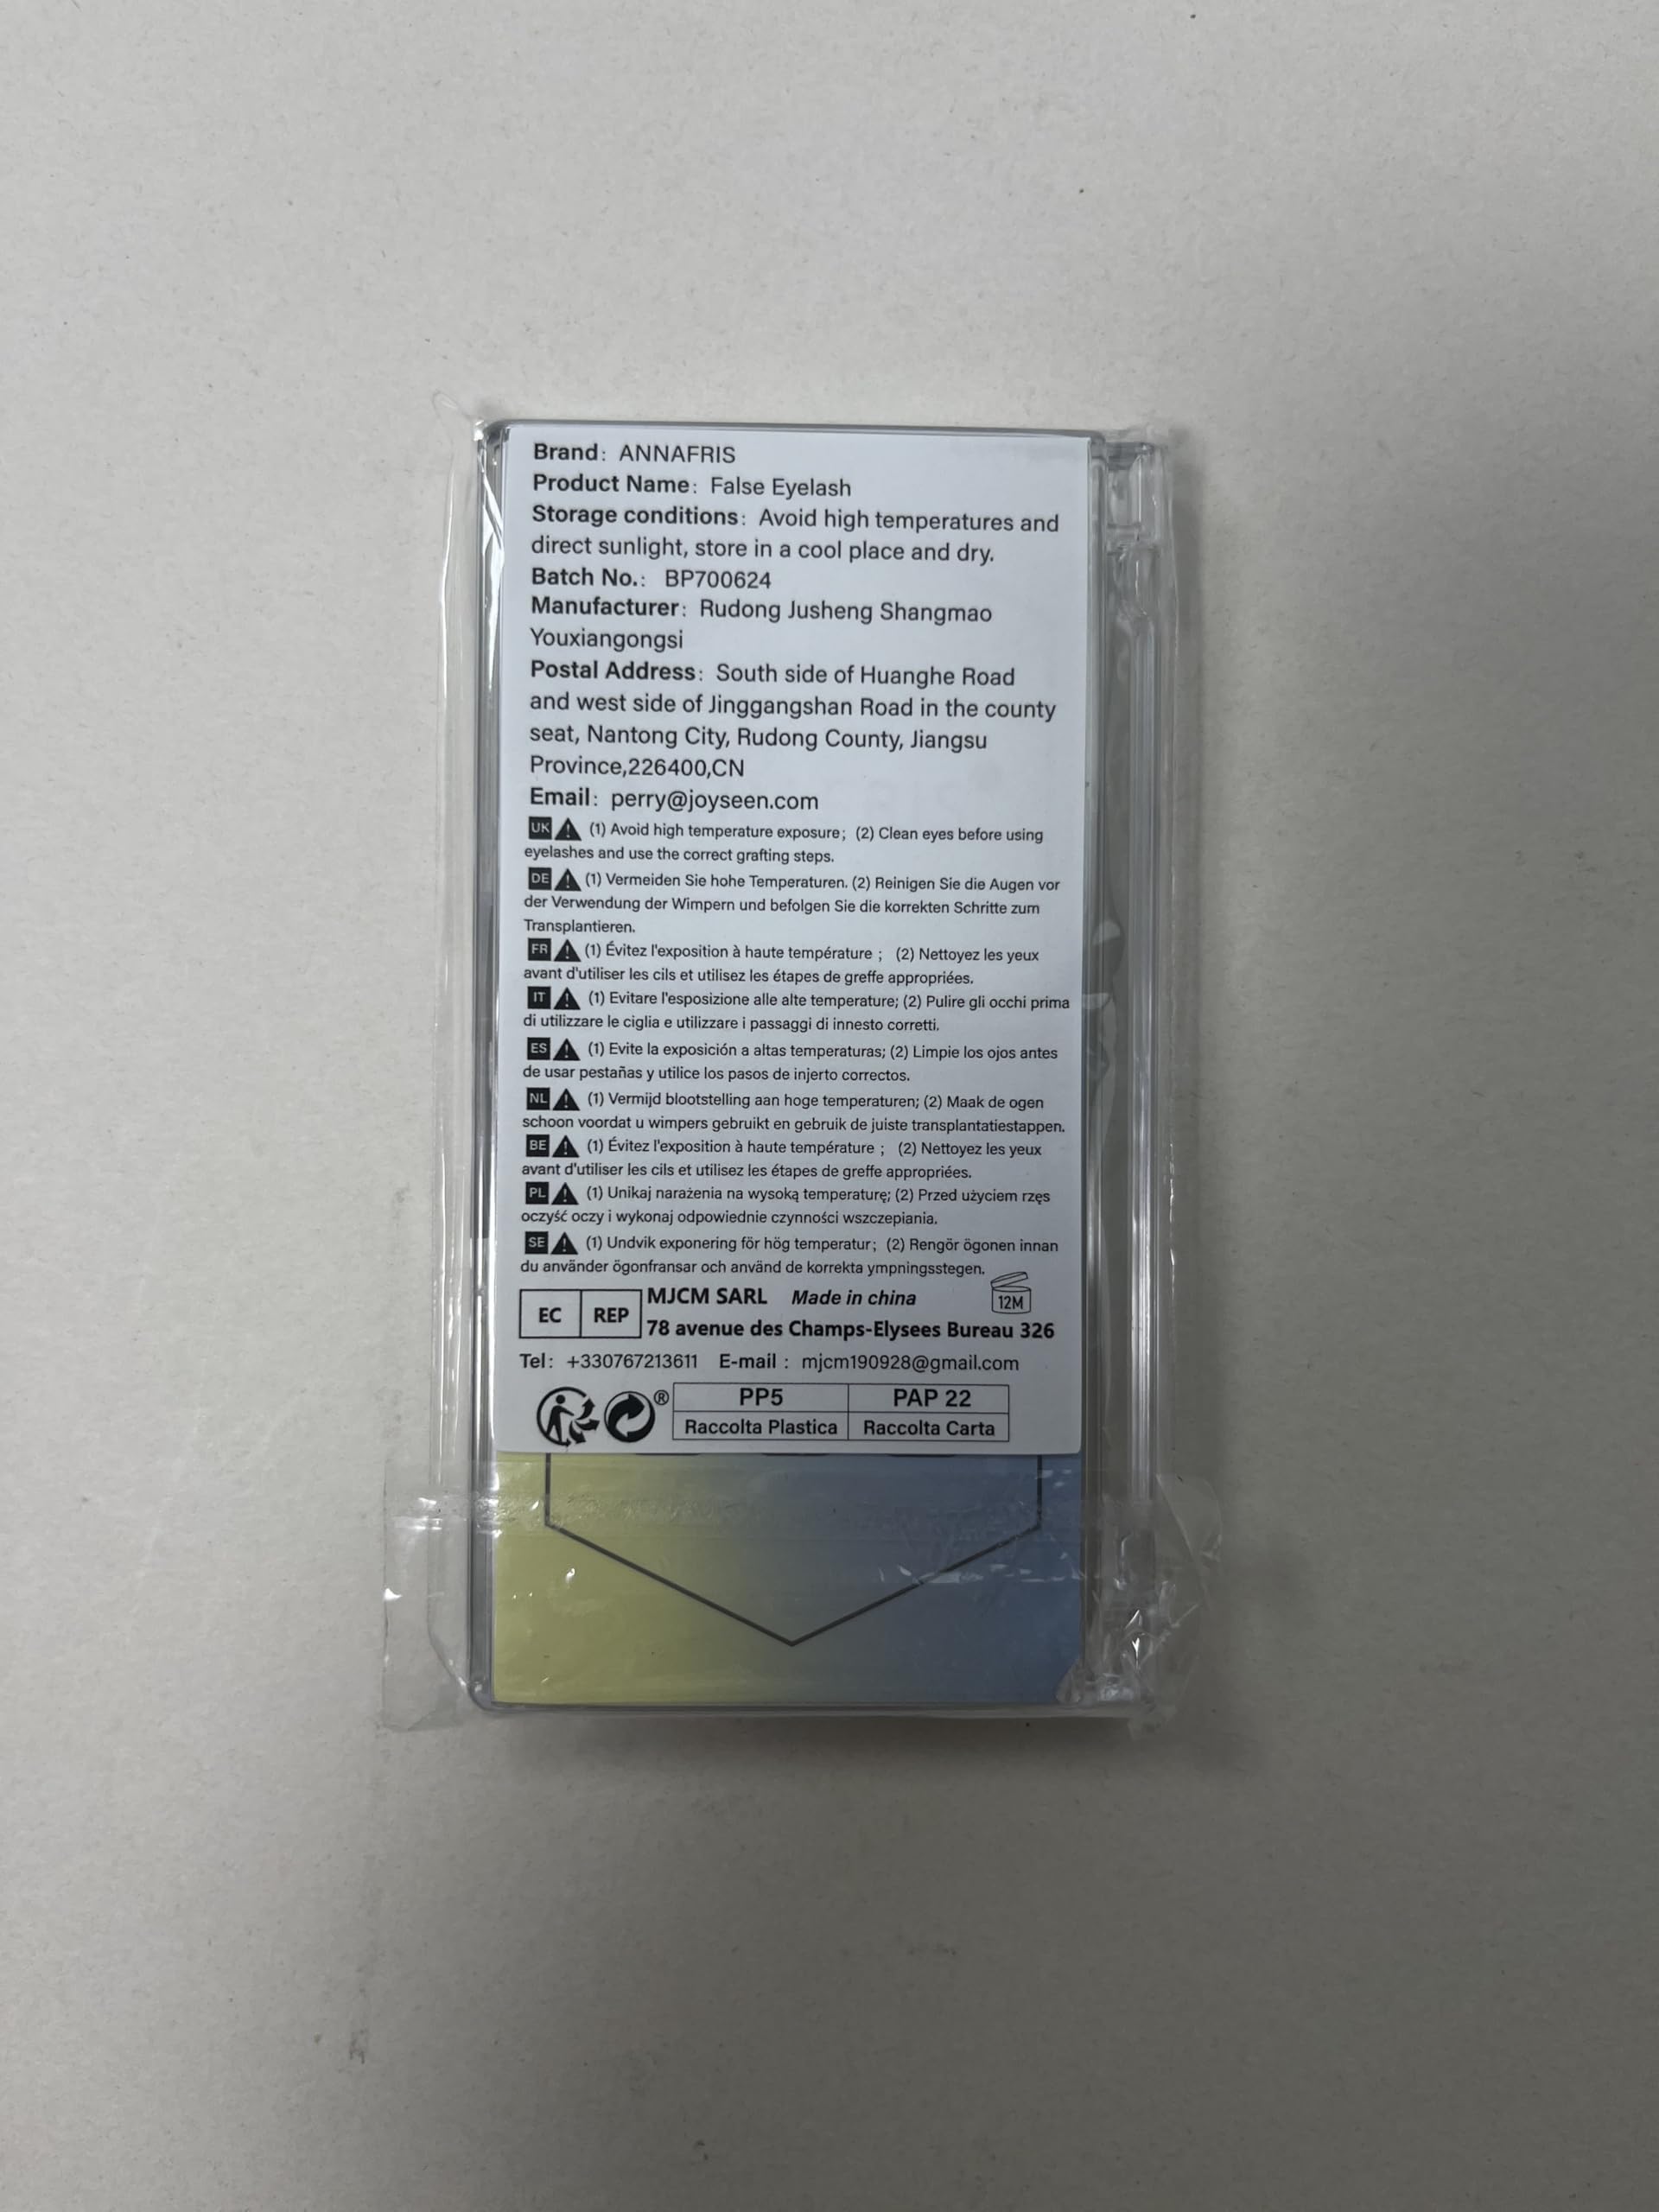 Brand: ANNAFRIS
Product Name: False Eyelash
Storage conditions: Avoid high temperatures and
direct sunlight, store in a cool place and dry.
Batch No.: BP700624
Manufacturer: Rudong Jusheng Shangmao
Youxiangongsi
Postal Address: South side of Huanghe Road
and west side of Jinggangshan Road in the county
seat, Nantong City, Rudong County, Jiangsu
Province,226400,CN
Email: perry@joyseen.com
UK (1) Avoid high temperature exposure; (2) Clean eyes before using
eyelashes and use the correct grafting steps.
DE (1) Vermeiden Sie hohe Temperaturen. (2) Reinigen Sie die Augen vor
der Verwendung der Wimpern und befolgen Sie die korrekten Schritte zum
Transplantieren.
FR (1) Évitez l'exposition à haute température ; (2) Nettoyez les yeux
avant d'utiliser les cils et utilisez les étapes de greffe appropriées.
IT (1) Evitare l'esposizione alle alte temperature; (2) Pulire gli occhi prima
di utilizzare le ciglia e utilizzare i passaggi di innesto corretti.
ES (1) Evite la exposición a altas temperaturas; (2) Limpie los ojos antes
de usar pestañas y utilice los pasos de injerto correctos.
NL (1) Vermijd blootstelling aan hoge temperaturen; (2) Maak de ogen
schoon voordat u wimpers gebruikt en gebruik de juiste transplantatiestappen.
BE (1) Évitez l'exposition à haute température ; (2) Nettoyez les yeux
avant d'utiliser les cils et utilisez les étapes de greffe appropriées.
PL (1) Unikaj narażenia na wysoką temperaturę; (2) Przed użyciem rzęs
oczyść oczy i wykonaj odpowiednie czynności wszczepiania.
SE (1) Undvik exponering för hög temperatur; (2) Rengör ögonen innan
du använder ögonfransar och använd de korrekta ympningsstegen.
EC REP MJCM SARL Made in china 12M
78 avenue des Champs-Elysees Bureau 326
Tel: +330767213611 E-mail : mjcm190928@gmail.com
® PP5 PAP 22
Raccolta Plastica Raccolta Carta